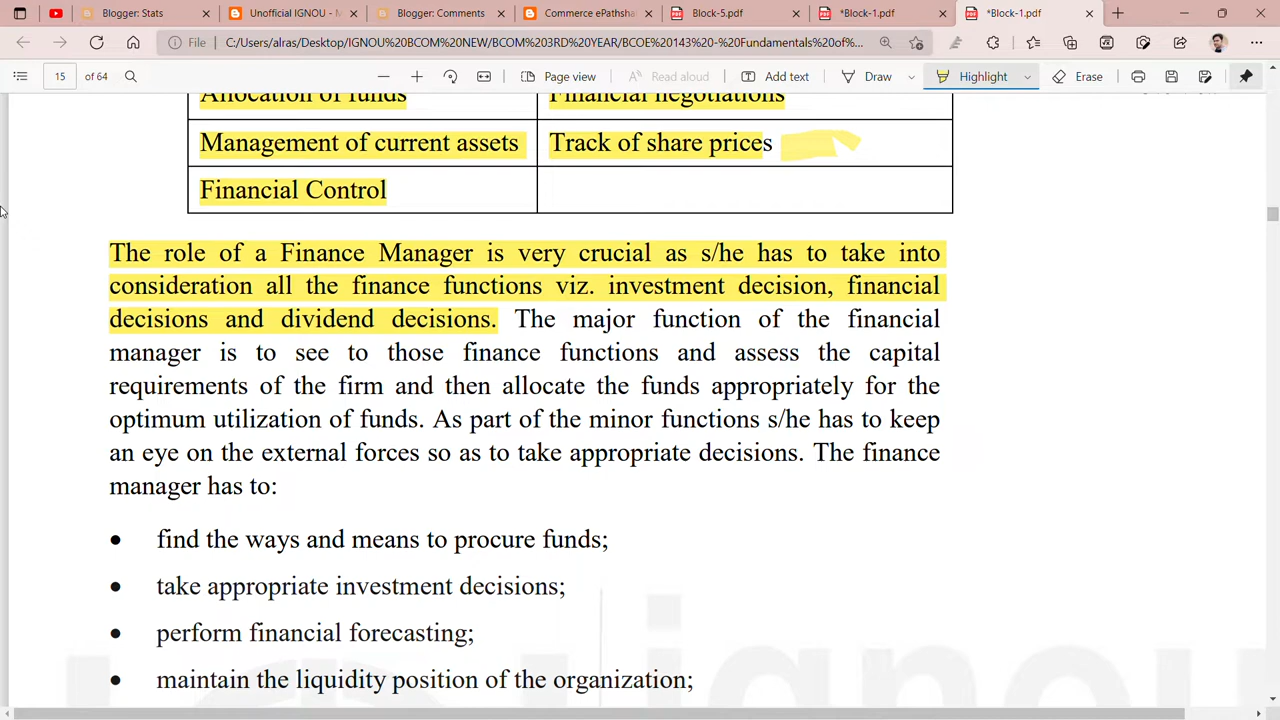 Blogger: Stats
Unofficial IGNOU - M
Blogger: Comments
Commerce ePathsha
Block-5.pdf
*Block-1.pdf
*Block-1.pdf
File
C:/Users/alras/Desktop/IGNOU%20BCOM%20NEW/BCOM%203RD%20YEAR/BCOE%20143%20-%20Fundamentals%20of%...
15 of 64
Page view
Read aloud
Add text
Draw
Highlight
Erase
Allocation of funds
Financial negotiations
Management of current assets
Track of share prices
Financial Control
The role of a Finance Manager is very crucial as s/he has to take into
consideration all the finance functions viz. investment decision, financial
decisions and dividend decisions. The major function of the financial
manager is to see to those finance functions and assess the capital
requirements of the firm and then allocate the funds appropriately for the
optimum utilization of funds. As part of the minor functions s/he has to keep
an eye on the external forces so as to take appropriate decisions. The finance
manager has to:
• find the ways and means to procure funds;
• take appropriate investment decisions;
• perform financial forecasting;
• maintain the liquidity position of the organization;
ignou